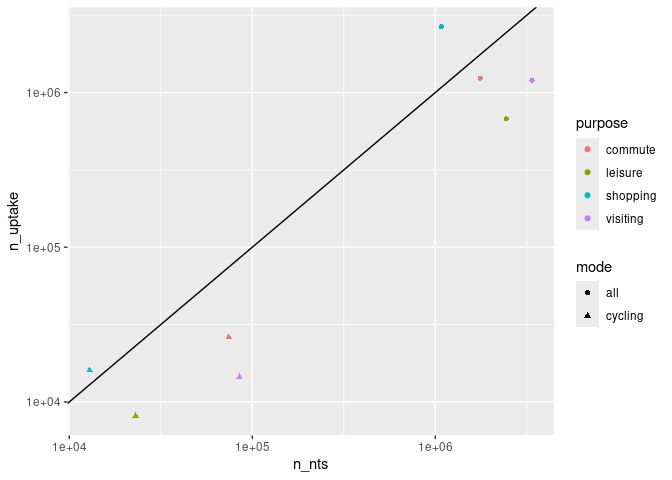 1e+06
1e+05
1e+04
n_uptake
1e+04 1e+05 1e+06
n_nts
purpose
commute
leisure
shopping
visiting
mode
all
cycling